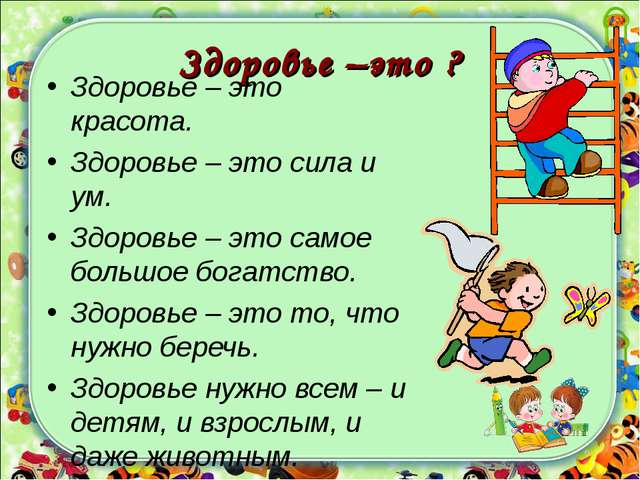 Здоровье –это ?
• Здоровье – это
красота.
• Здоровье – это сила и
ум.
• Здоровье – это самое
большое богатство.
• Здоровье – это то, что
нужно беречь.
• Здоровье нужно всем – и
детям, и взрослым, и
даже животным.